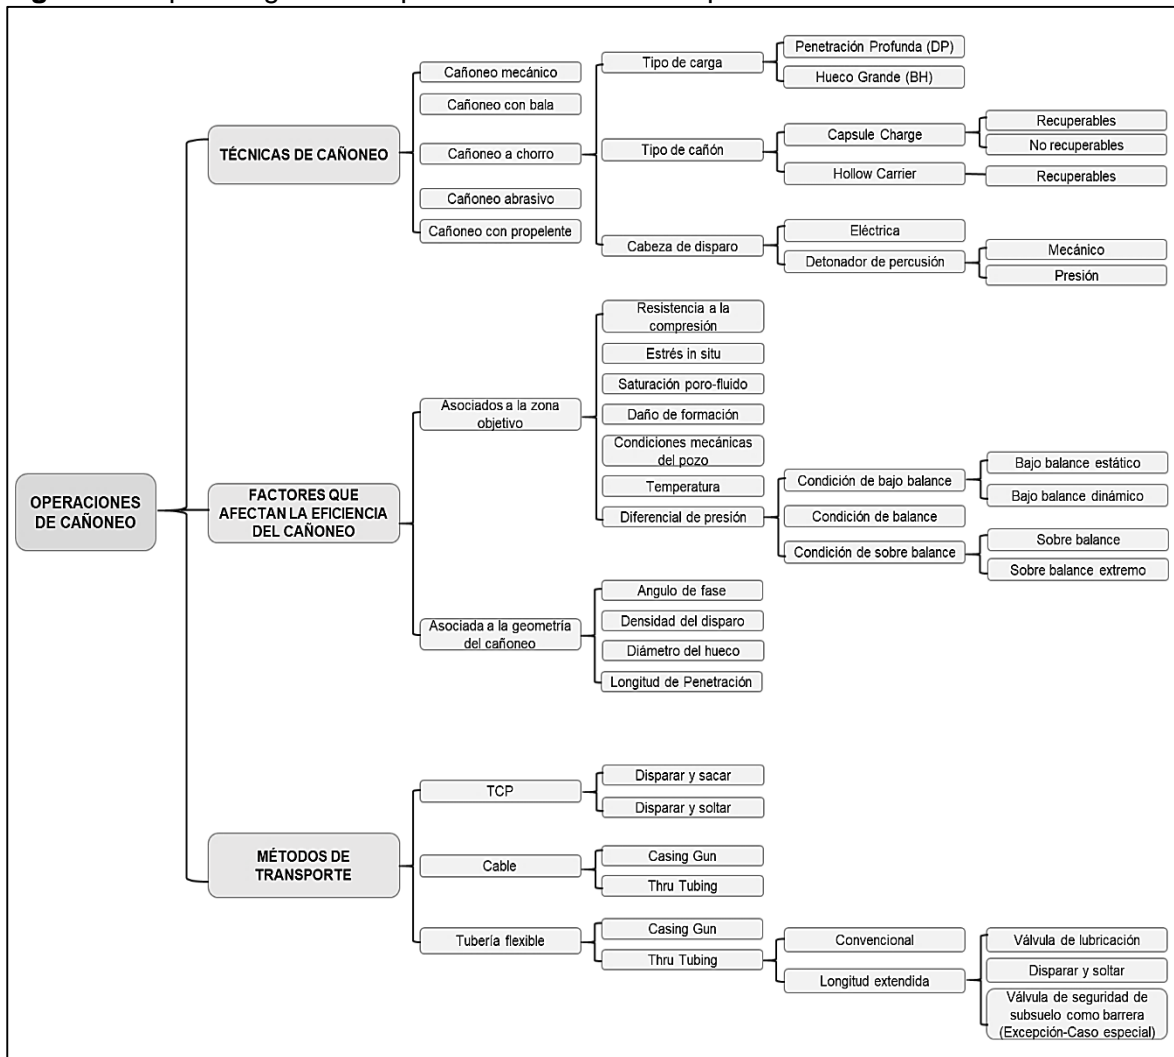 TÉCNICAS DE CAÑONEO
Cañoneo mecánico
Cañoneo con bala
Cañoneo a chorro
Cañoneo abrasivo
Cañoneo con propelente
Tipo de carga
Penetración Profunda (DP)
Hueco Grande (BH)
Tipo de cañón
Capsule Charge
Recuperables
No recuperables
Hollow Carrier
Recuperables
Cabeza de disparo
Eléctrica
Detonador de percusión
Mecánico
Presión
OPERACIONES
DE CAÑONEO
FACTORES QUE
AFECTAN LA EFICIENCIA
DEL CAÑONEO
Asociados a la zona
objetivo
Resistencia a la
compresión
Estrés in situ
Saturación poro-fluido
Daño de formación
Condiciones mecánicas
del pozo
Temperatura
Diferencial de presión
Condición de bajo balance
Bajo balance estático
Bajo balance dinámico
Condición de balance
Condición de sobre balance
Sobre balance
Sobre balance extremo
Asociada a la geometría
del cañoneo
Angulo de fase
Densidad del disparo
Diámetro del hueco
Longitud de Penetración
MÉTODOS DE
TRANSPORTE
TCP
Disparar y sacar
Disparar y soltar
Cable
Casing Gun
Thru Tubing
Tubería flexible
Casing Gun
Thru Tubing
Convencional
Longitud extendida
Válvula de lubricación
Disparar y soltar
Válvula de seguridad de
subsuelo como barrera
(Excepción-Caso especial)